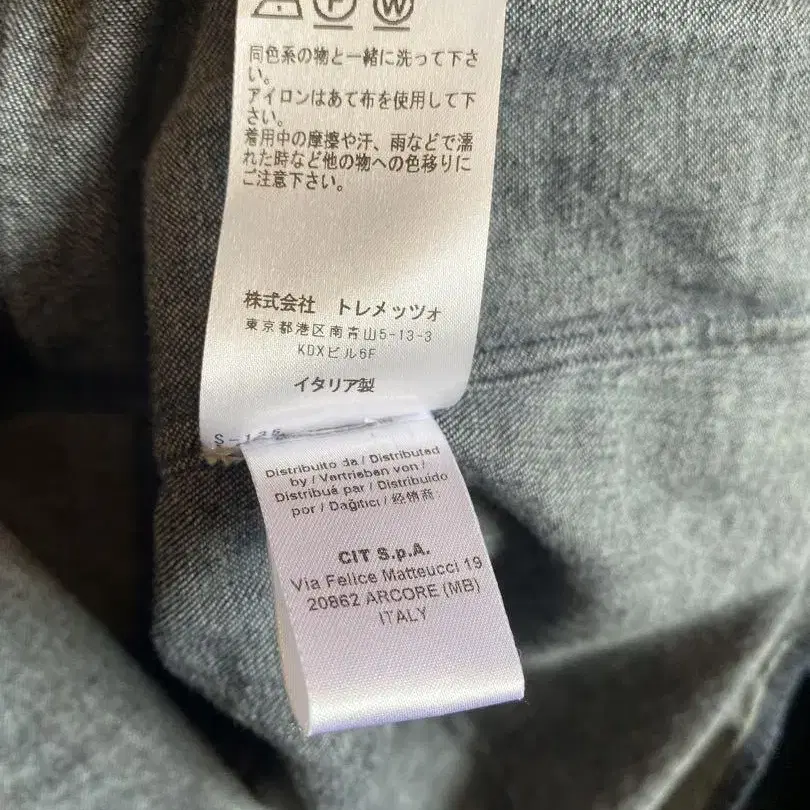 P W
同色系の物と一緒に洗って下さ
い。
アイロンはあて布を使用して下
さい。
着用中の摩擦や汗、雨などで濡
れた時など他の物への色移りに
ご注意下さい。
株式会社 トレメッツォ
東京都港区南青山5-13-3
KDXビル6F
イタリア製
Distribuito da / Distributed
by / Vertrieben von /
Distribué par / Distribuido
por / Dağitici / 经销商:
CIT S.p.A.
Via Felice Matteucci 19
20862 ARCORE (MB)
ITALY